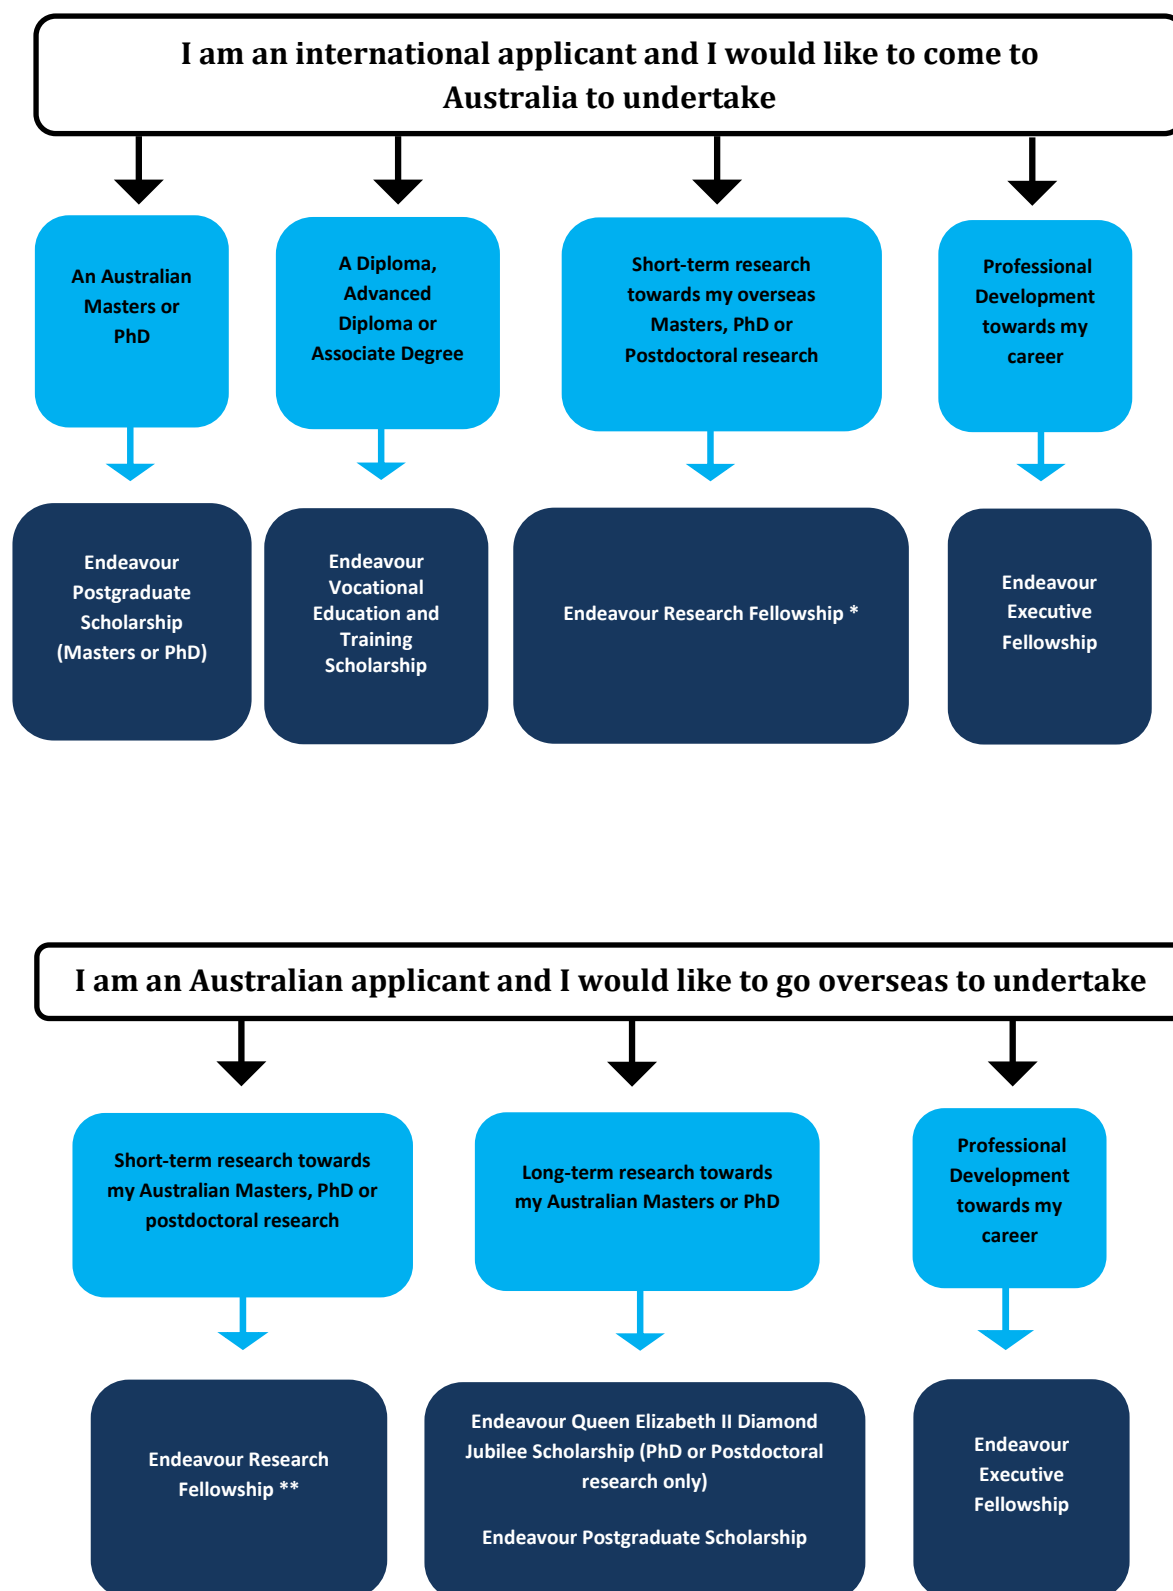 I am an international applicant and I would like to come to
Australia to undertake
An Australian
Masters or
PhD
A Diploma,
Advanced
Diploma or
Associate Degree
Short-term research
towards my overseas
Masters, PhD or
Postdoctoral research
Professional
Development
towards my
career
Endeavour
Postgraduate
Scholarship
(Masters or PhD)
Endeavour
Vocational
Education and
Training
Scholarship
Endeavour Research Fellowship *
Endeavour
Executive
Fellowship
I am an Australian applicant and I would like to go overseas to undertake
Short-term research towards
my Australian Masters, PhD or
postdoctoral research
Long-term research towards
my Australian Masters or PhD
Professional
Development
towards my
career
Endeavour Research
Fellowship **
Endeavour Queen Elizabeth II Diamond
Jubilee Scholarship (PhD or Postdoctoral
research only)
Endeavour Postgraduate Scholarship
Endeavour
Executive
Fellowship